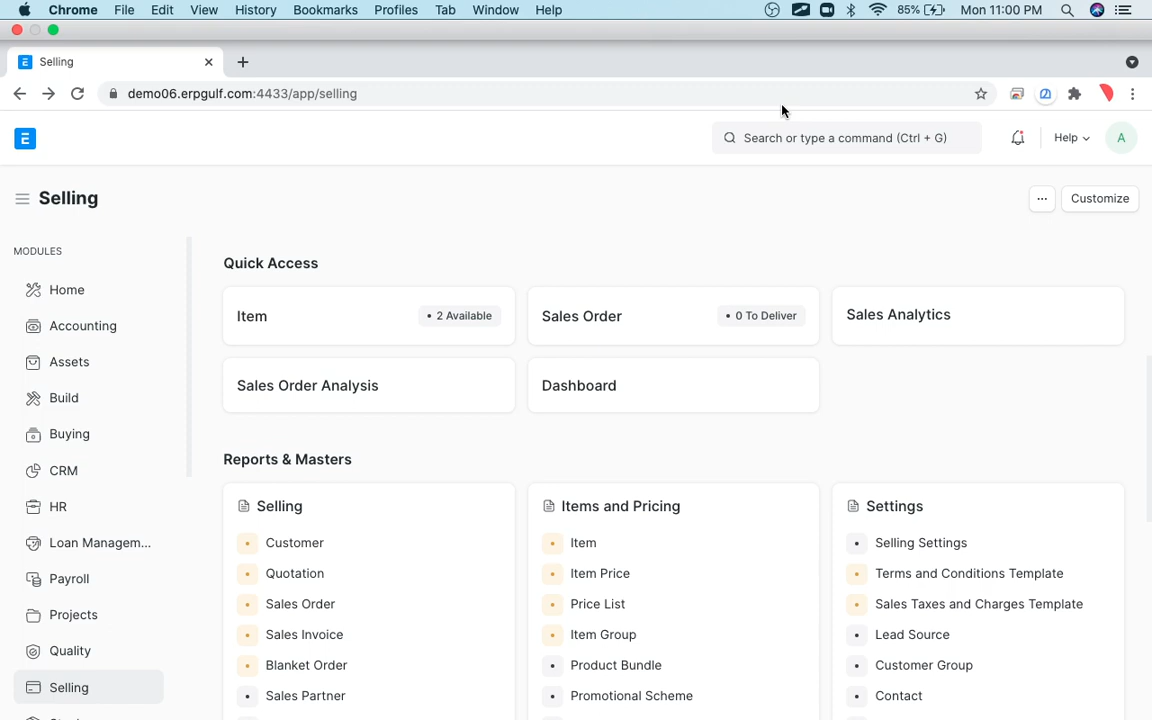 Chrome File Edit View History Bookmarks Profiles Tab Window Help 85% Mon 11:00 PM
Selling
demo06.erpgulf.com:4433/app/selling
E Search or type a command (Ctrl + G) Help A
Selling ... Customize
MODULES
Home
Accounting
Assets
Build
Buying
CRM
HR
Loan Managem...
Payroll
Projects
Quality
Selling
Quick Access
Item • 2 Available Sales Order • 0 To Deliver Sales Analytics
Sales Order Analysis Dashboard
Reports & Masters
Selling
Customer
Quotation
Sales Order
Sales Invoice
Blanket Order
Sales Partner
Items and Pricing
Item
Item Price
Price List
Item Group
Product Bundle
Promotional Scheme
Settings
Selling Settings
Terms and Conditions Template
Sales Taxes and Charges Template
Lead Source
Customer Group
Contact